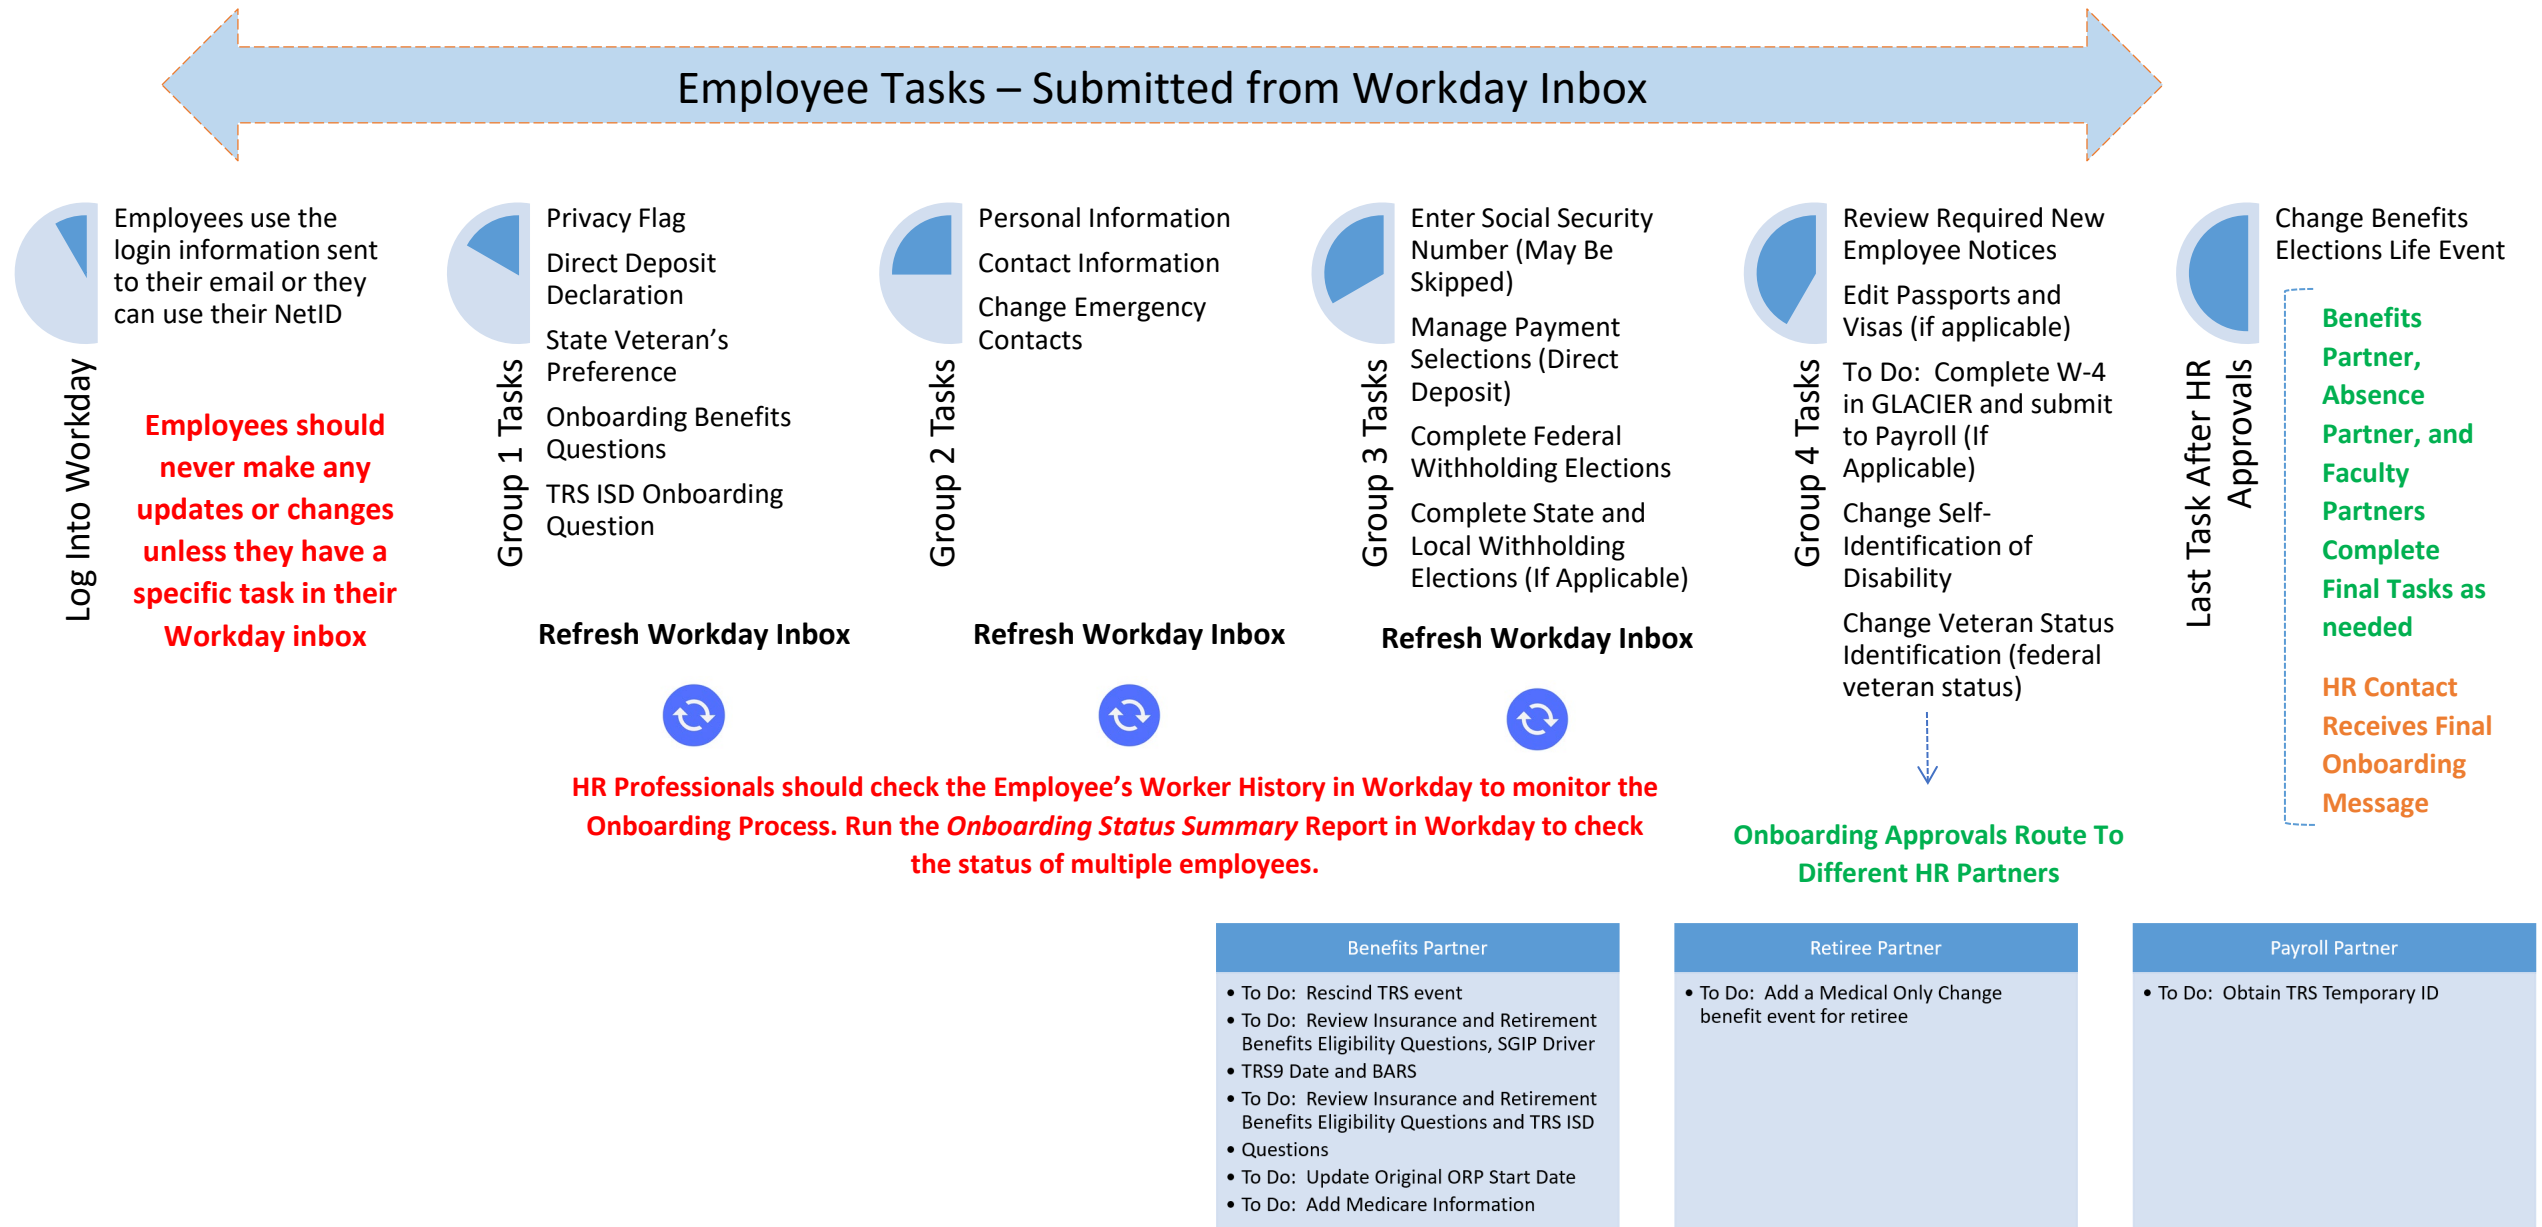 Employee Tasks – Submitted from Workday Inbox
Log Into Workday
Employees use the
login information sent
to their email or they
can use their NetID
Employees should
never make any
updates or changes
unless they have a
specific task in their
Workday inbox
Group 1 Tasks
Privacy Flag
Direct Deposit
Declaration
State Veteran’s
Preference
Onboarding Benefits
Questions
TRS ISD Onboarding
Question
Refresh Workday Inbox
Group 2 Tasks
Personal Information
Contact Information
Change Emergency
Contacts
Refresh Workday Inbox
Group 3 Tasks
Enter Social Security
Number (May Be
Skipped)
Manage Payment
Selections (Direct
Deposit)
Complete Federal
Withholding Elections
Complete State and
Local Withholding
Elections (If Applicable)
Refresh Workday Inbox
Group 4 Tasks
Review Required New
Employee Notices
Edit Passports and
Visas (if applicable)
To Do: Complete W-4
in GLACIER and submit
to Payroll (If
Applicable)
Change Self-
Identification of
Disability
Change Veteran Status
Identification (federal
veteran status)
Last Task After HR
Approvals
Change Benefits
Elections Life Event
Benefits
Partner,
Absence
Partner, and
Faculty
Partners
Complete
Final Tasks as
needed
HR Contact
Receives Final
Onboarding
Message
HR Professionals should check the Employee’s Worker History in Workday to monitor the
Onboarding Process. Run the Onboarding Status Summary Report in Workday to check
the status of multiple employees.
Onboarding Approvals Route To
Different HR Partners
Benefits Partner
• To Do: Rescind TRS event
• To Do: Review Insurance and Retirement
Benefits Eligibility Questions, SGIP Driver
• TRS9 Date and BARS
• To Do: Review Insurance and Retirement
Benefits Eligibility Questions and TRS ISD
• Questions
• To Do: Update Original ORP Start Date
• To Do: Add Medicare Information
Retiree Partner
• To Do: Add a Medical Only Change
benefit event for retiree
Payroll Partner
• To Do: Obtain TRS Temporary ID